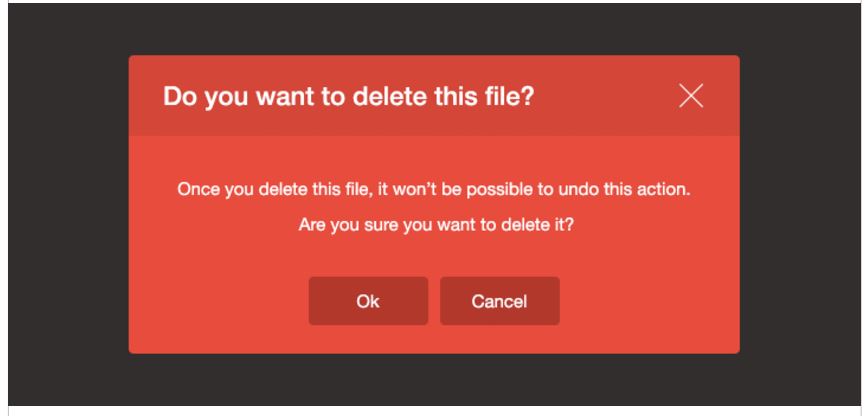 Do you want to delete this file?
Once you delete this file, it won’t be possible to undo this action.
Are you sure you want to delete it?
Ok
Cancel